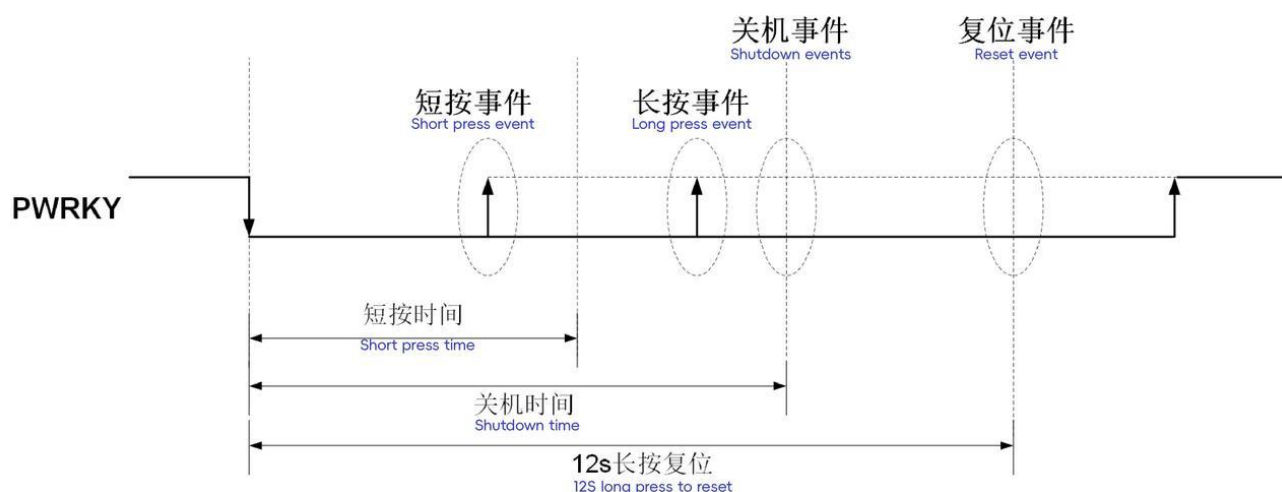 关机事件
Shutdown events
复位事件
Reset event
短按事件
Short press event
长按事件
Long press event
PWRKY
短按时间
Short press time
关机时间
Shutdown time
12s长按复位
12S long press to reset